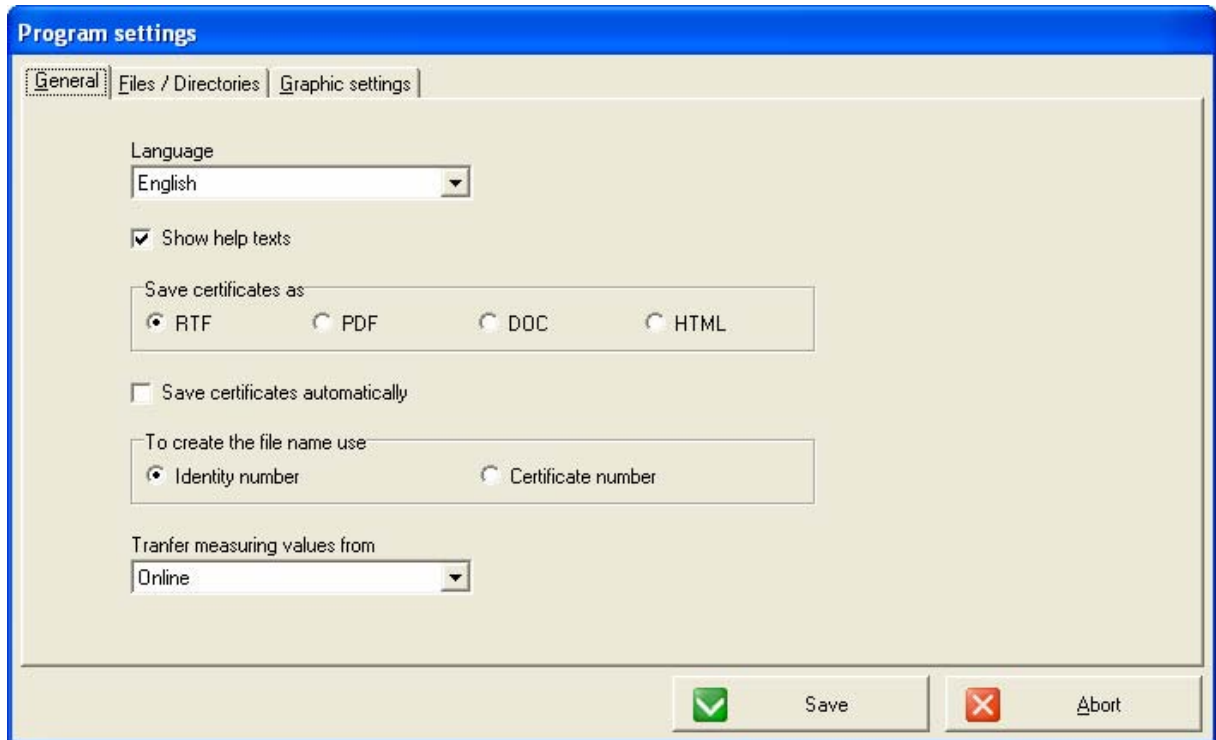 Program settings
General Files / Directories Graphic settings
Language
English
Show help texts
Save certificates as
RTF PDF DOC HTML
Save certificates automatically
To create the file name use
Identity number Certificate number
Tranfer measuring values from
Online
Save Abort